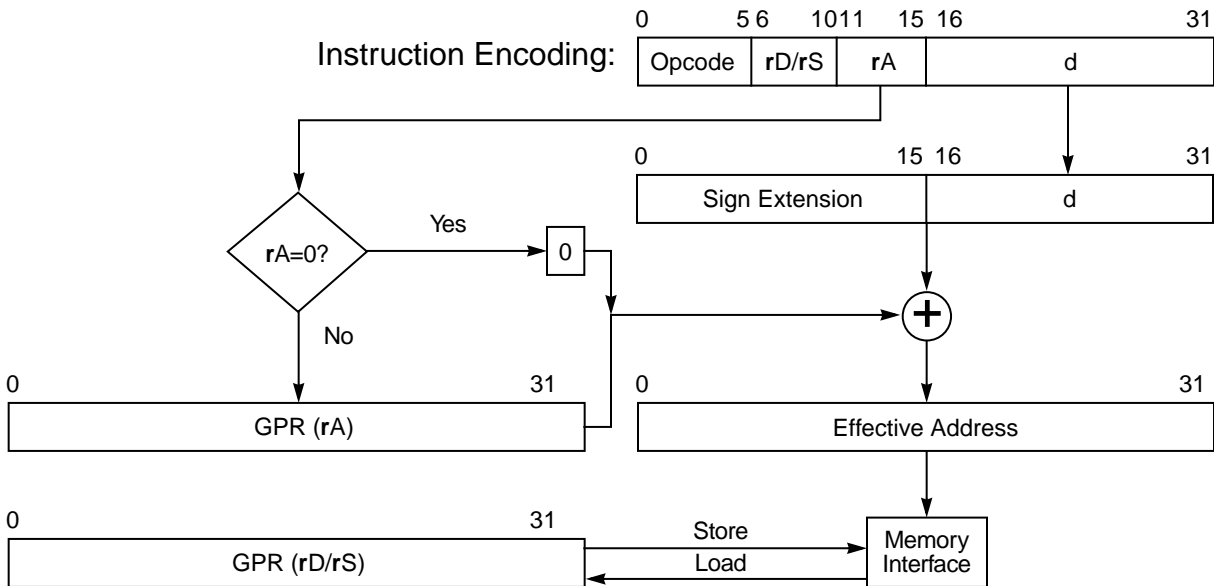 0 5 6 10 11 15 16 31
Instruction Encoding: Opcode rD/rS rA d
0 15 16 31
Sign Extension d
Yes
rA=0? 0
+
No
0 31 0 31
GPR (rA) Effective Address
0 31
Store
GPR (rD/rS) Load Memory Interface